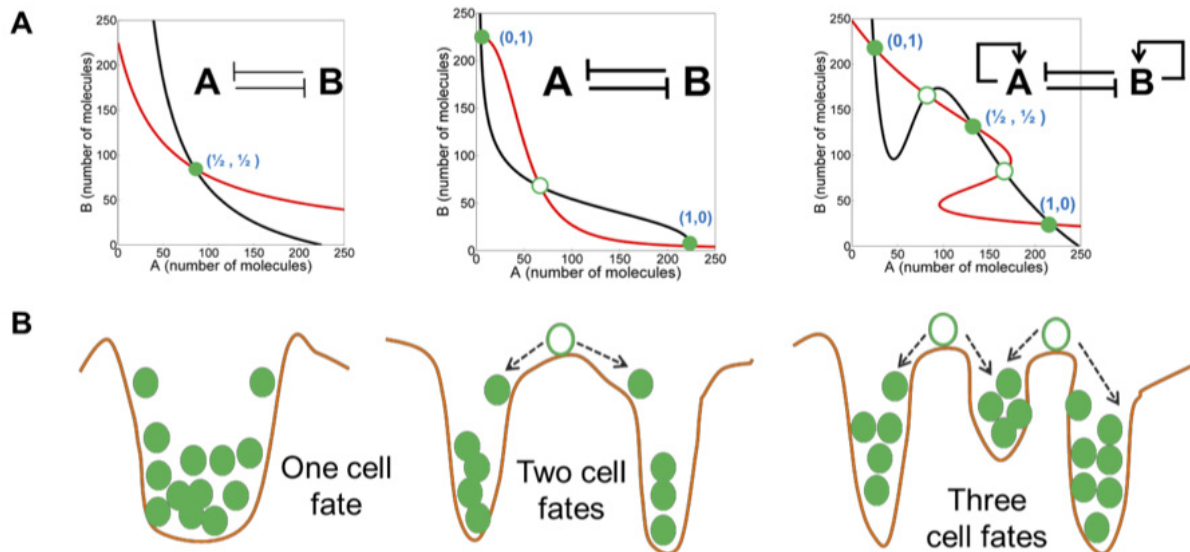 A
B (number of molecules)
250
200
150
100
50
0
(½ , ½ )
A B
0 50 100 150 200 250
A (number of molecules)
B (number of molecules)
250
200
150
100
50
0
(0,1)
A B
(1,0)
0 50 100 150 200 250
A (number of molecules)
B (number of molecules)
250
200
150
100
50
0
(0,1)
A B
(½ , ½ )
(1,0)
0 50 100 150 200 250
A (number of molecules)
B
One cell
fate
Two cell
fates
Three
cell fates